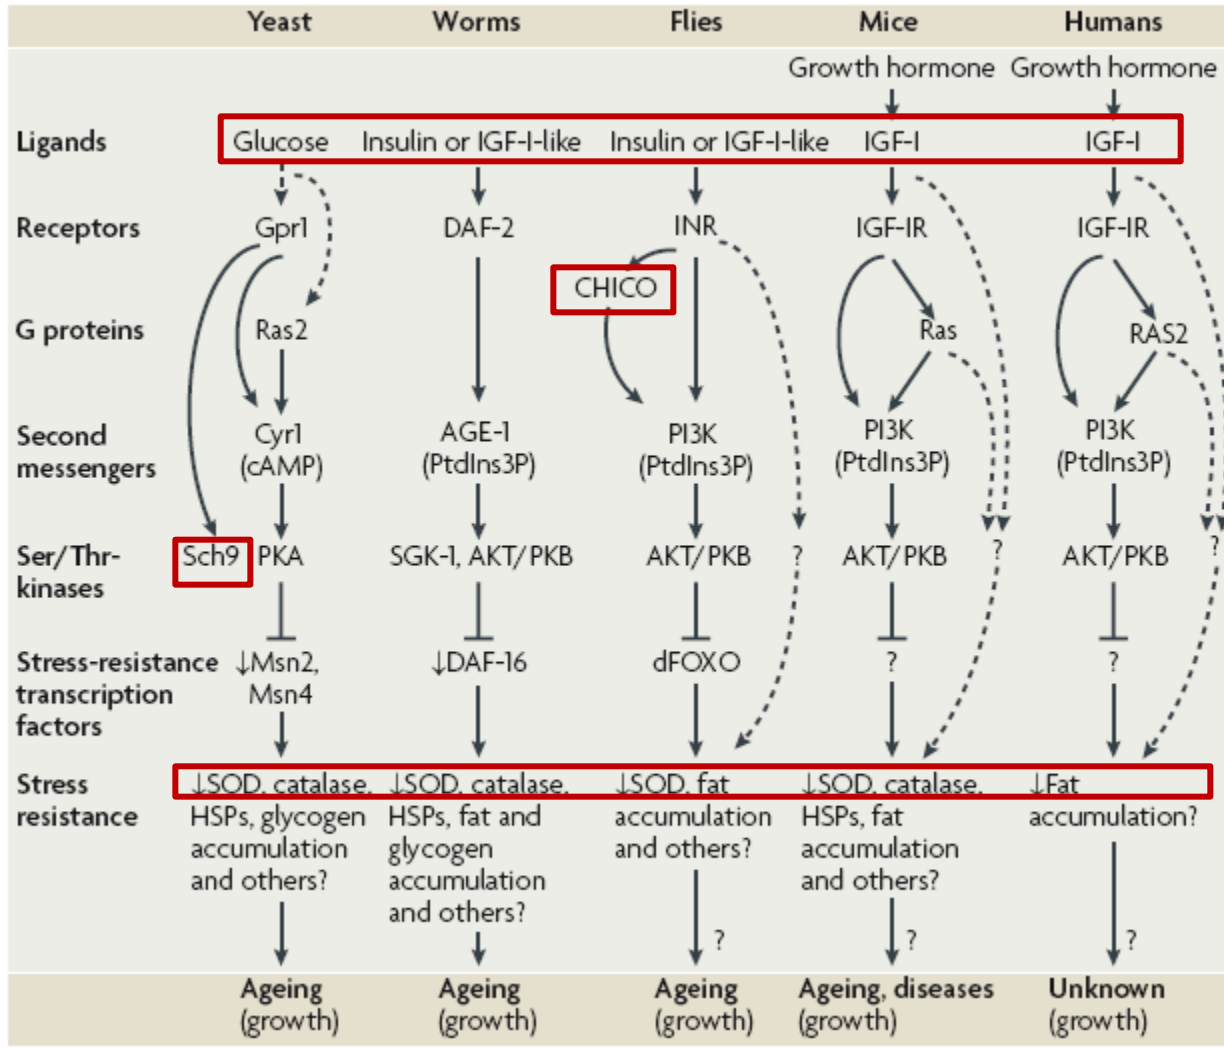 Yeast Worms Flies Mice Humans
Growth hormone Growth hormone
Ligands Glucose Insulin or IGF-I-like Insulin or IGF-I-like IGF-I IGF-I
Receptors Gpr1 DAF-2 INR IGF-IR IGF-IR
CHICO
G proteins Ras2 Ras RAS2
Second messengers Cyr1 (cAMP) AGE-1 (PtdIns3P) PI3K (PtdIns3P) PI3K (PtdIns3P) PI3K (PtdIns3P)
Ser/Thr-kinases Sch9 PKA SGK-1, AKT/PKB AKT/PKB ? AKT/PKB ? AKT/PKB ?
Stress-resistance transcription factors ↓Msn2, Msn4 ↓DAF-16 dFOXO ? ?
Stress ↓SOD, catalase, ↓SOD, catalase, ↓SOD, fat ↓SOD, catalase, ↓Fat
resistance HSPs, glycogen HSPs, fat and accumulation HSPs, fat accumulation?
accumulation glycogen and others? accumulation
and others? accumulation and others?
and others?
? ? ?
Ageing Ageing Ageing Ageing, diseases Unknown
(growth) (growth) (growth) (growth) (growth)